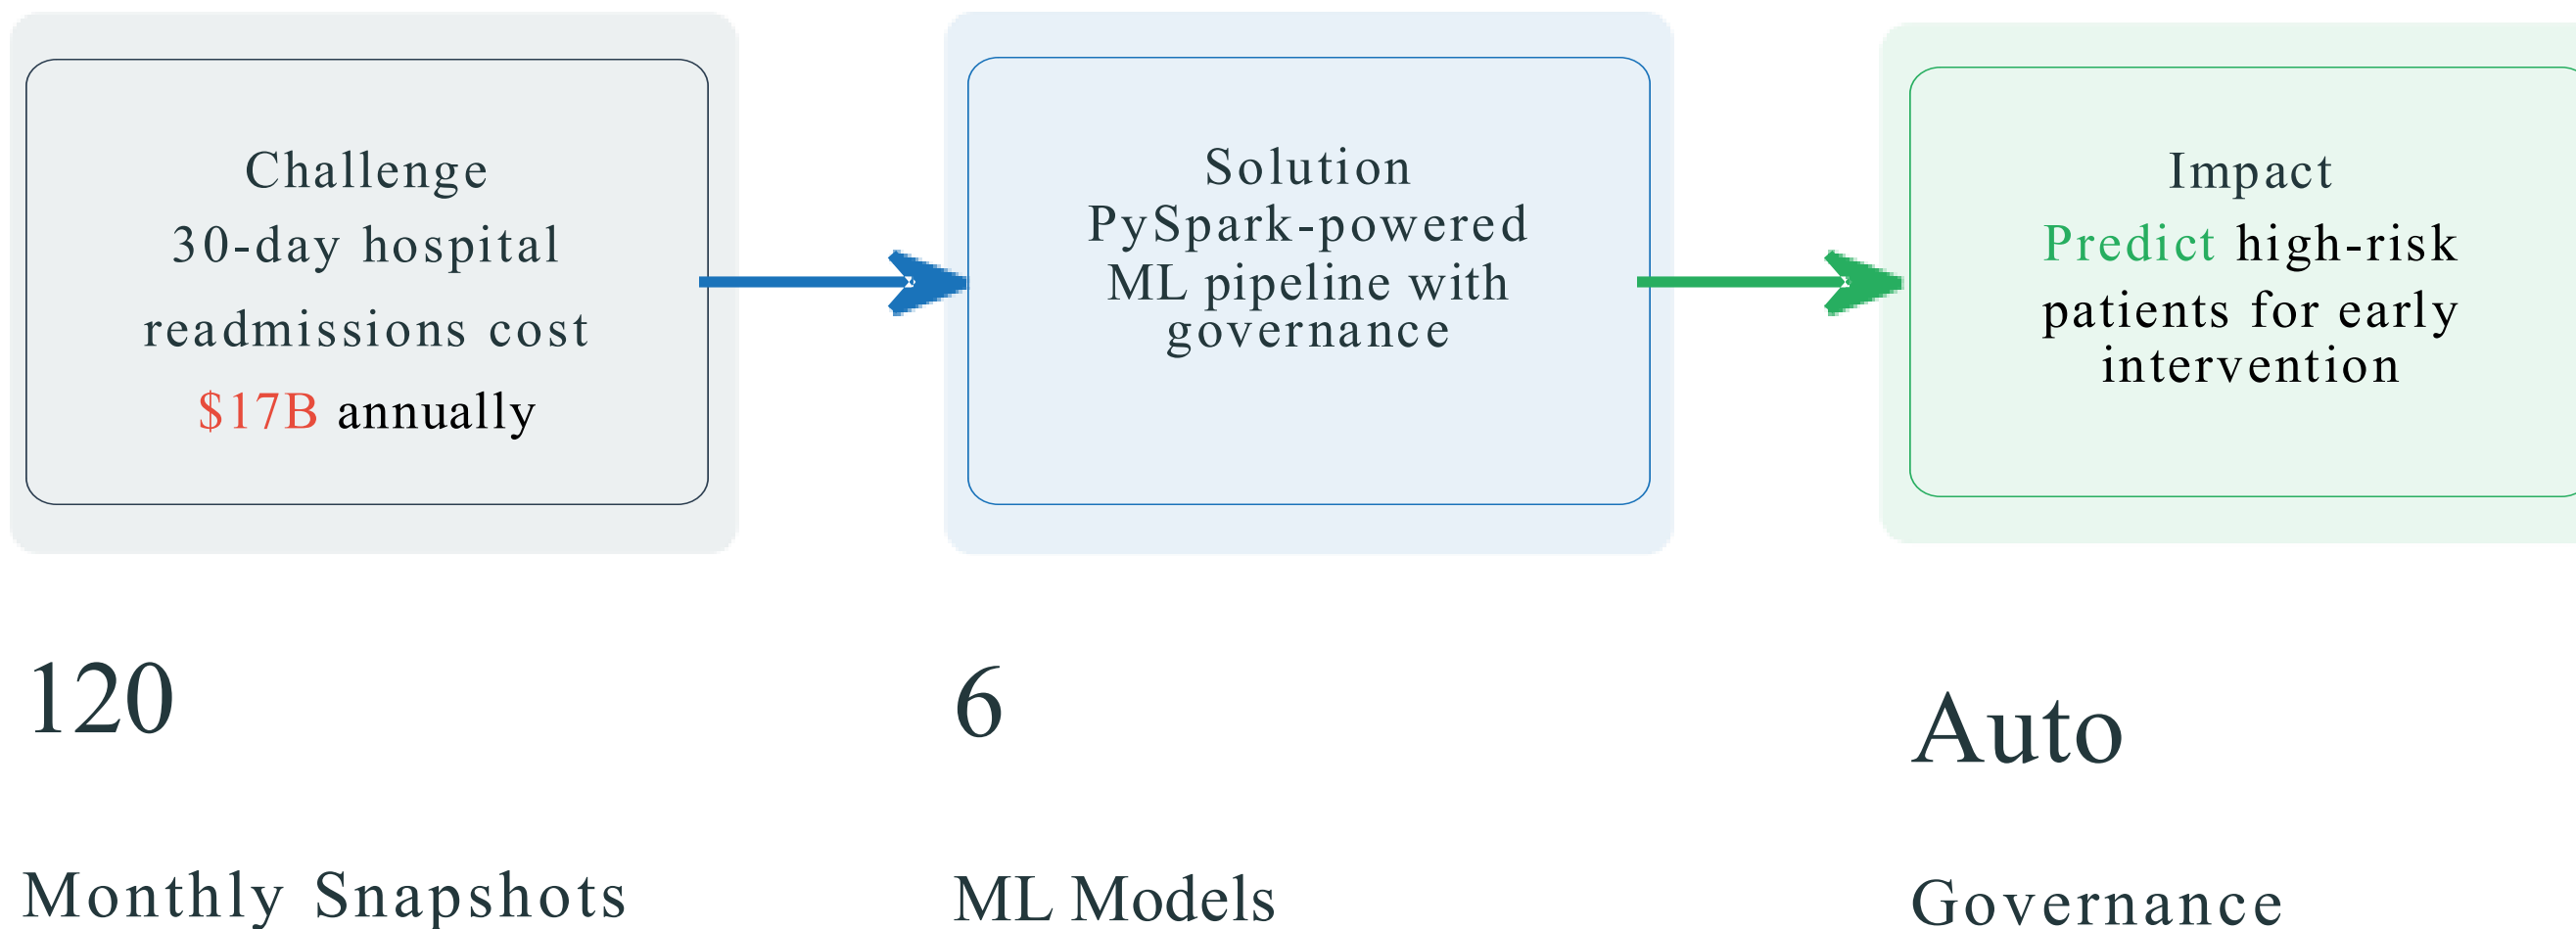 Challenge
30-day hospital
readmissions cost
$17B annually
Solution
PySpark-powered
ML pipeline with
governance
Impact
Predict high-risk
patients for early
intervention
120
Monthly Snapshots
6
ML Models
Auto
Governance